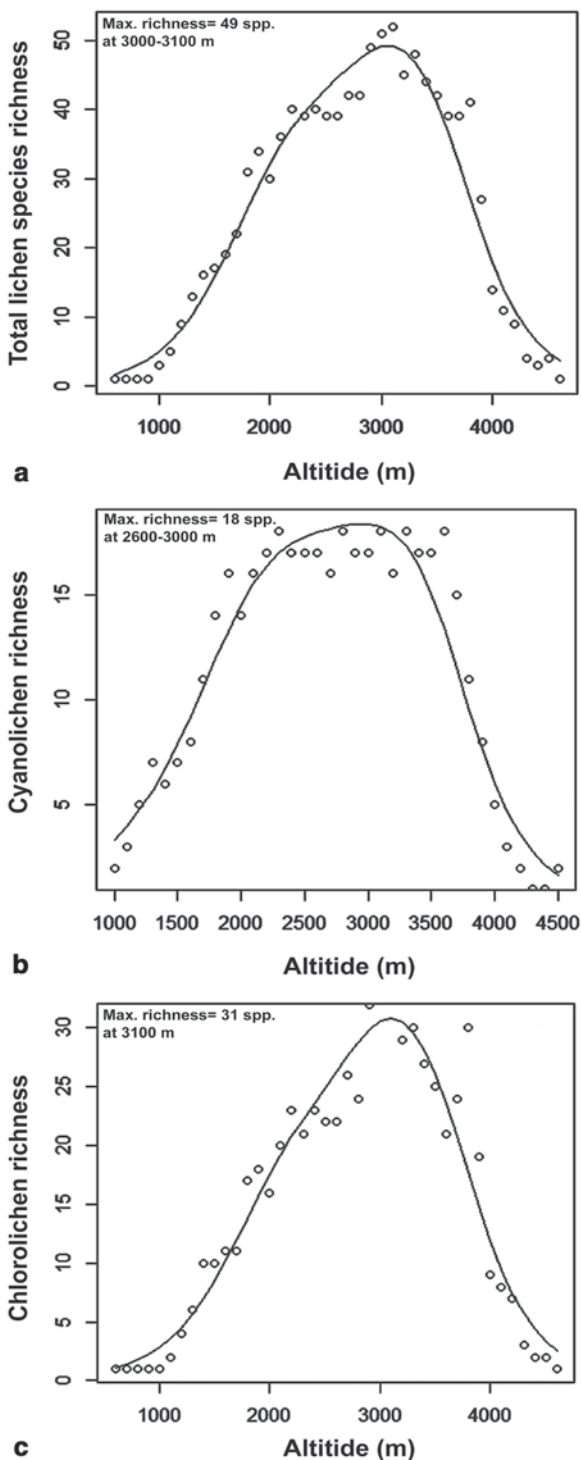 Max. richness= 49 spp.
at 3000-3100 m
Total lichen species richness
50
40
30
20
10
0
1000 2000 3000 4000
a
Altitide (m)
Max. richness= 18 spp.
at 2600-3000 m
Cyanolichen richness
15
10
5
1000 1500 2000 2500 3000 3500 4000 4500
b
Altitide (m)
Max. richness= 31 spp.
at 3100 m
Chlorolichen richness
30
25
20
15
10
5
0
1000 2000 3000 4000
c
Altitide (m)